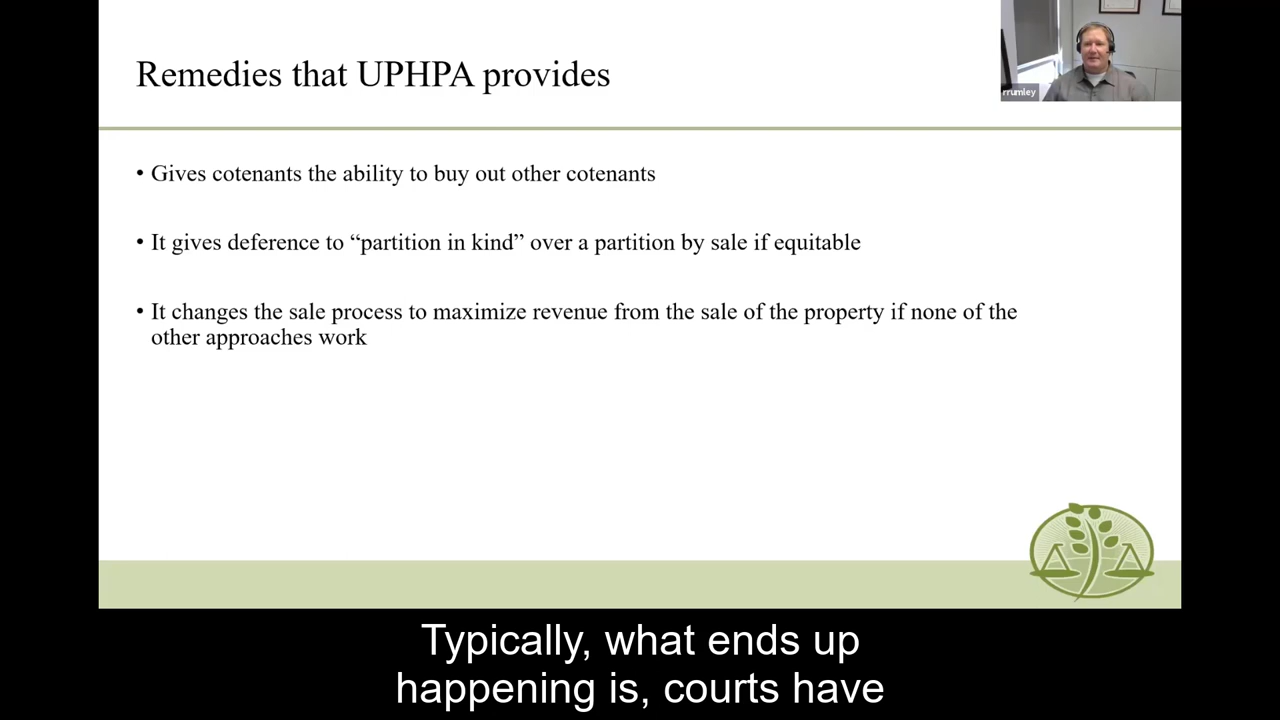 Remedies that UPHPA provides
rrumley
• Gives cotenants the ability to buy out other cotenants
• It gives deference to “partition in kind” over a partition by sale if equitable
• It changes the sale process to maximize revenue from the sale of the property if none of the
other approaches work
Typically, what ends up
happening is, courts have